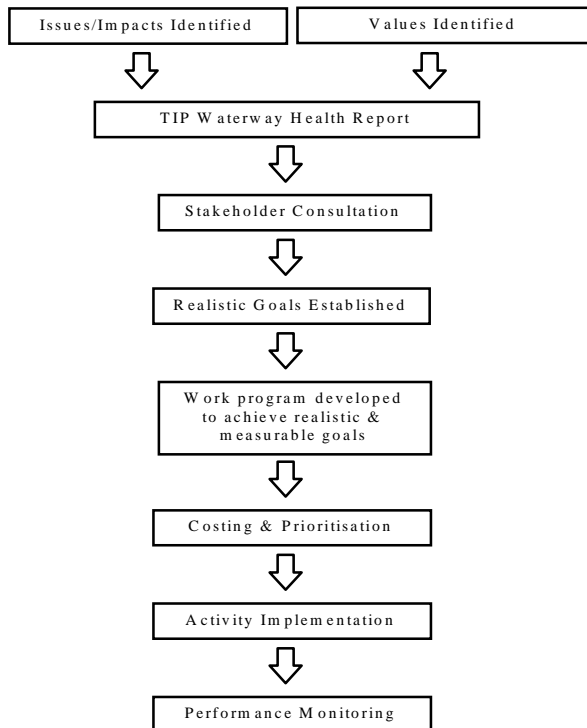 Issues/Impacts Identified
Values Identified
TIP Waterway Health Report
Stakeholder Consultation
Realistic Goals Established
Work program developed
to achieve realistic &
measurable goals
Costing & Prioritisation
Activity Implementation
Performance Monitoring